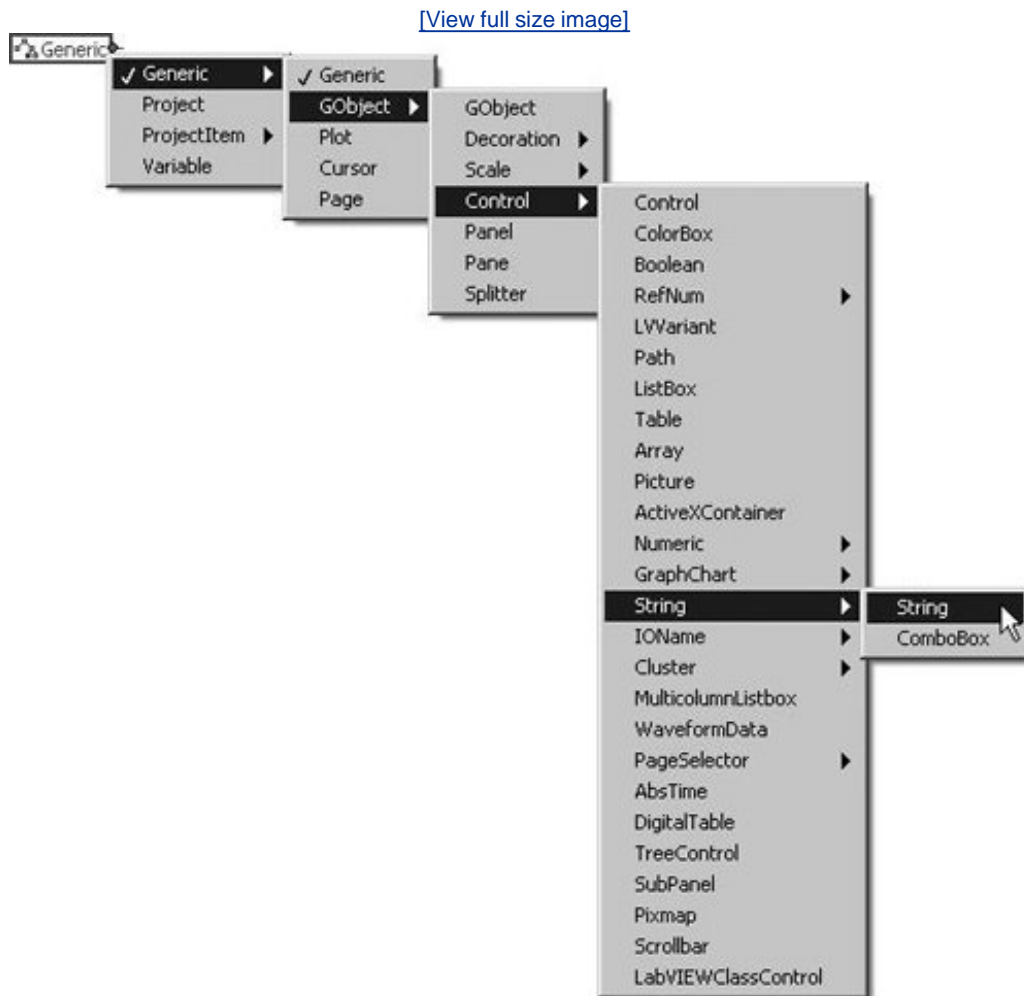 [View full size image]
Generic
Generic
Project
ProjectItem
Variable
Generic
GObject
Plot
Cursor
Page
GObject
Decoration
Scale
Control
Panel
Pane
Splitter
Control
ColorBox
Boolean
RefNum
LVVariant
Path
ListBox
Table
Array
Picture
ActiveXContainer
Numeric
GraphChart
String
IOName
Cluster
MulticolumnListbox
WaveformData
PageSelector
AbsTime
DigitalTable
TreeControl
SubPanel
Pixmap
Scrollbar
LabVIEWClassControl
String
ComboBox